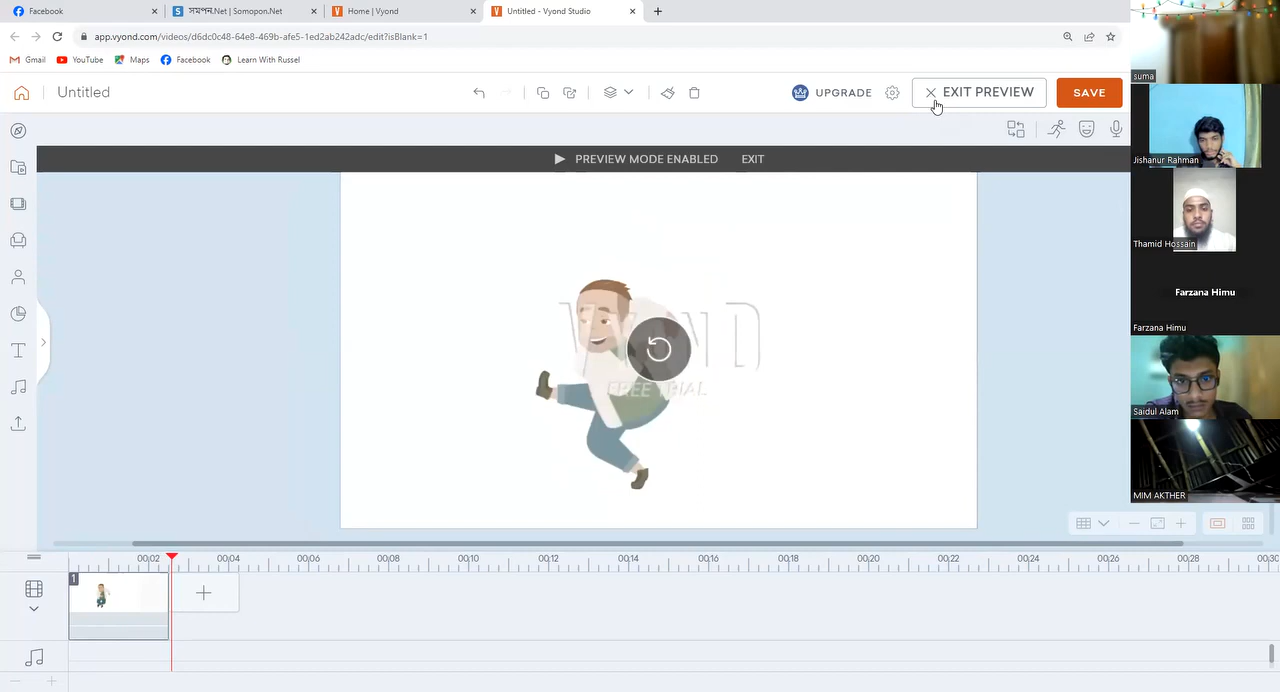 Facebook
সমপন.Net | Somopon.Net
Home | Vyond
Untitled - Vyond Studio
app.vyond.com/videos/d6dc0c48-64e8-469b-afe5-1ed2ab242adc/edit?isBlank=1
Gmail
YouTube
Maps
Facebook
Learn With Russel
Untitled
UPGRADE
EXIT PREVIEW
SAVE
PREVIEW MODE ENABLED
EXIT
VYOND
FREE TRIAL
suma
Jishanur Rahman
Thamid Hossain
Farzana Himu
Farzana Himu
Saidul Alam
MIM AKTHER
00:02
00:04
00:06
00:08
00:10
00:12
00:14
00:16
00:18
00:20
00:22
00:24
00:26
00:28
00:30
1